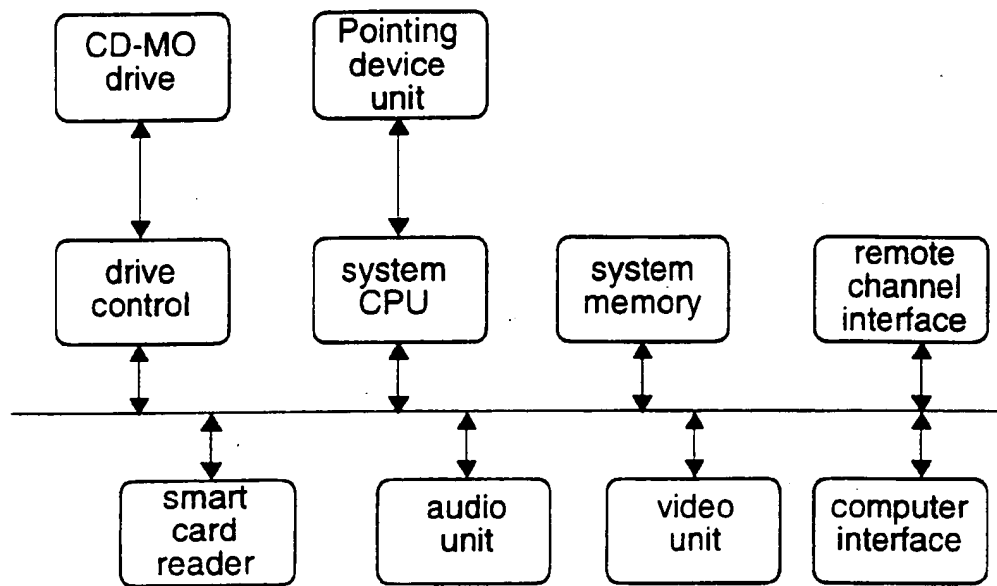 CD-MO
drive
Pointing
device
unit
drive
control
system
CPU
system
memory
remote
channel
interface
smart
card
reader
audio
unit
video
unit
computer
interface